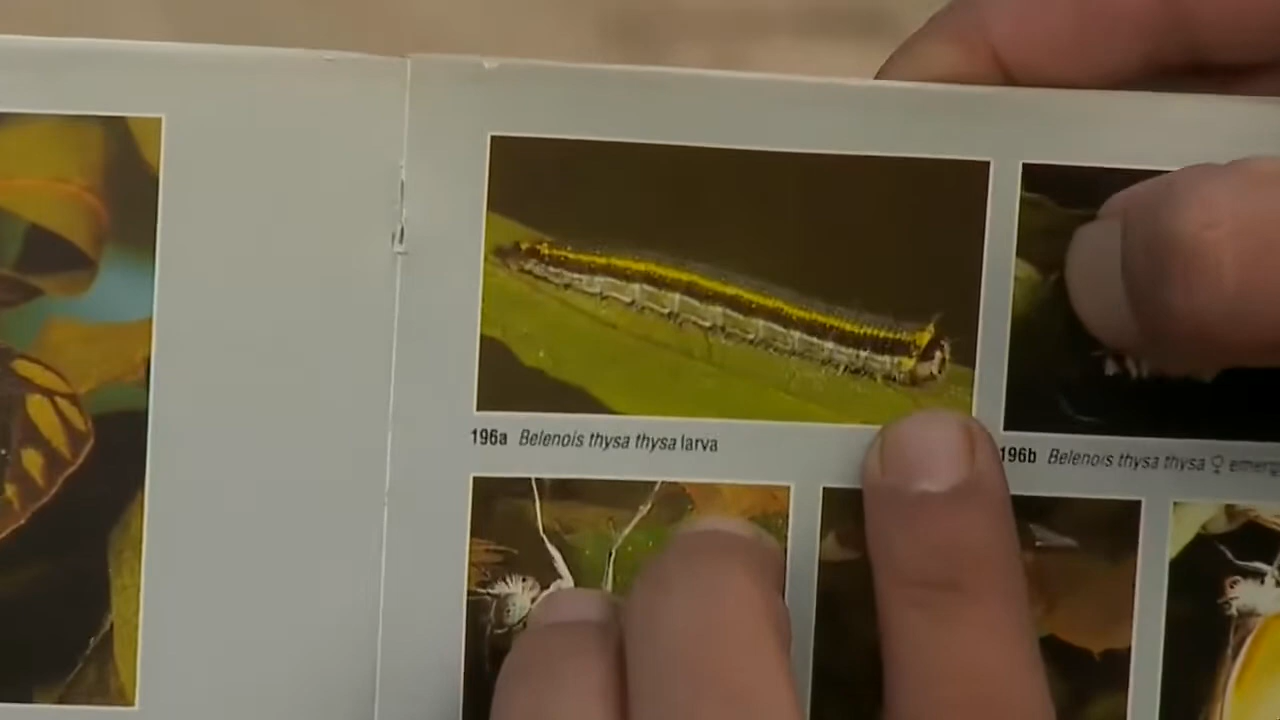 196a Belenois thysa thysa larva
196b Belenois thysa thysa ♀